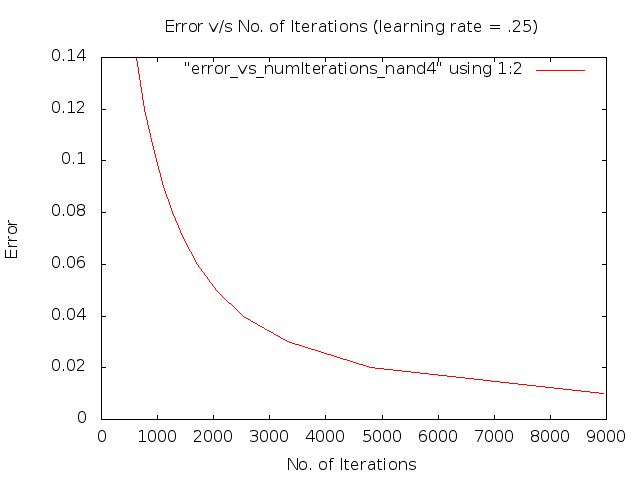 Error v/s No. of Iterations (learning rate = .25)
"error_vs_numIterations_nand4" using 1:2
0.14
0.12
0.1
0.08
0.06
0.04
0.02
0
Error
0 1000 2000 3000 4000 5000 6000 7000 8000 9000
No. of Iterations